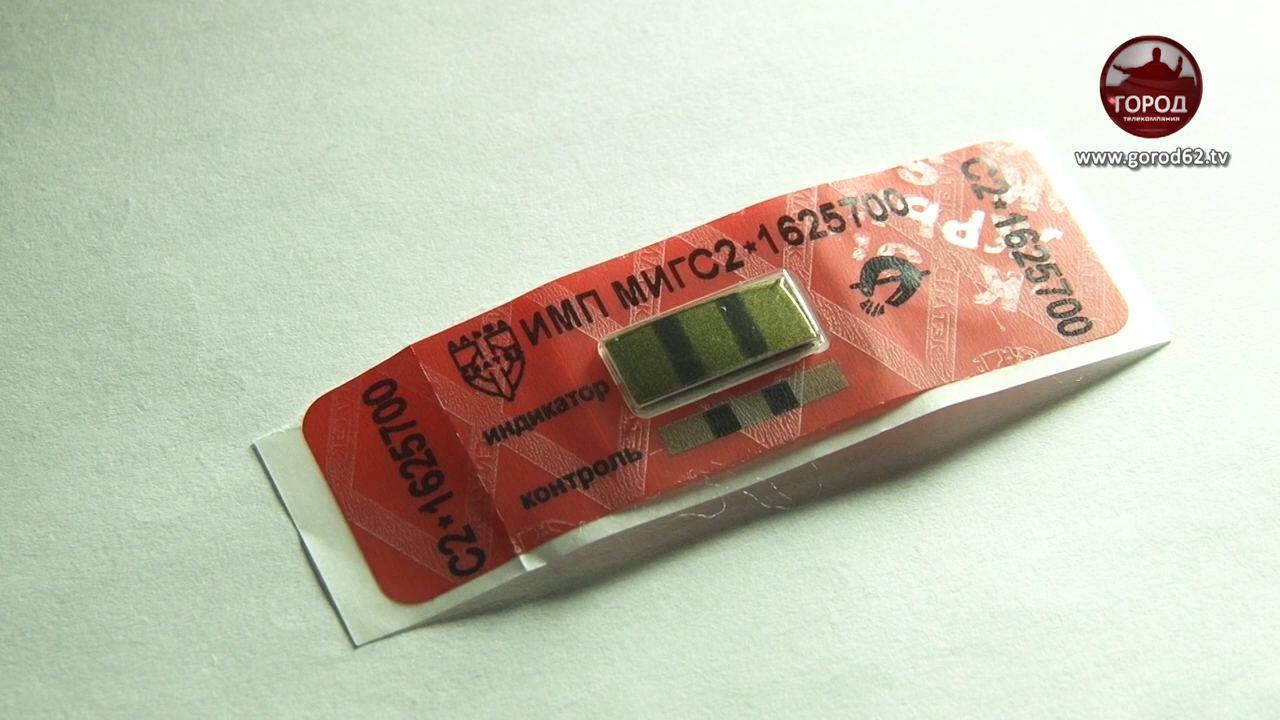 ГОРОД
телекомпания
www.gorod62.tv
ИМП МИГС2*1625700
С2*1625700
индикатор
контроль
С2*1625700